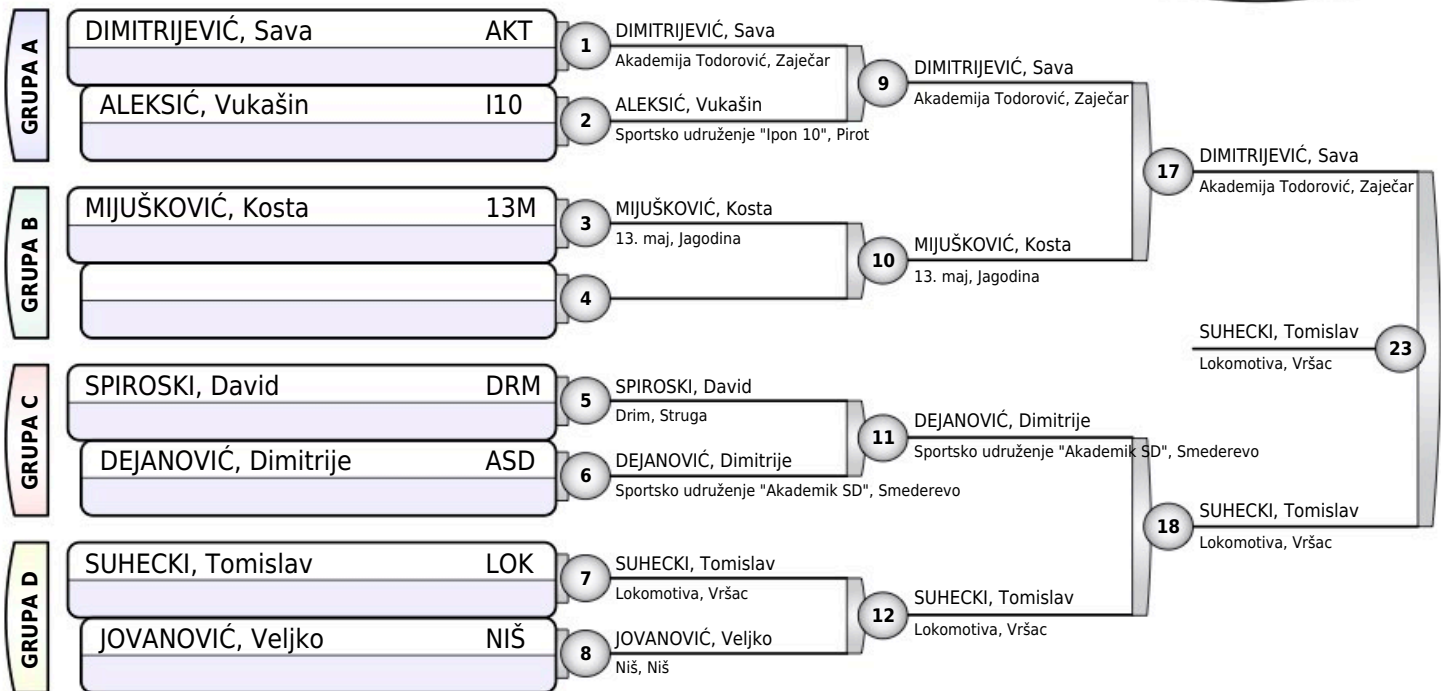 GRUPA A
DIMITRIJEVIĆ, Sava AKT
ALEKSIĆ, Vukašin I10
GRUPA B
MIJUŠKOVIĆ, Kosta 13M
GRUPA C
SPIROSKI, David DRM
DEJANOVIĆ, Dimitrije ASD
GRUPA D
SUHECKI, Tomislav LOK
JOVANOVIĆ, Veljko NIŠ
1
DIMITRIJEVIĆ, Sava
Akademija Todorović, Zaječar
2
ALEKSIĆ, Vukašin
Sportsko udruženje "Ipon 10", Pirot
3
MIJUŠKOVIĆ, Kosta
13. maj, Jagodina
4
5
SPIROSKI, David
Drim, Struga
6
DEJANOVIĆ, Dimitrije
Sportsko udruženje "Akademik SD", Smederevo
7
SUHECKI, Tomislav
Lokomotiva, Vršac
8
JOVANOVIĆ, Veljko
Niš, Niš
9
DIMITRIJEVIĆ, Sava
Akademija Todorović, Zaječar
10
MIJUŠKOVIĆ, Kosta
13. maj, Jagodina
11
DEJANOVIĆ, Dimitrije
Sportsko udruženje "Akademik SD", Smederevo
12
SUHECKI, Tomislav
Lokomotiva, Vršac
17
DIMITRIJEVIĆ, Sava
Akademija Todorović, Zaječar
18
SUHECKI, Tomislav
Lokomotiva, Vršac
SUHECKI, Tomislav
Lokomotiva, Vršac
23